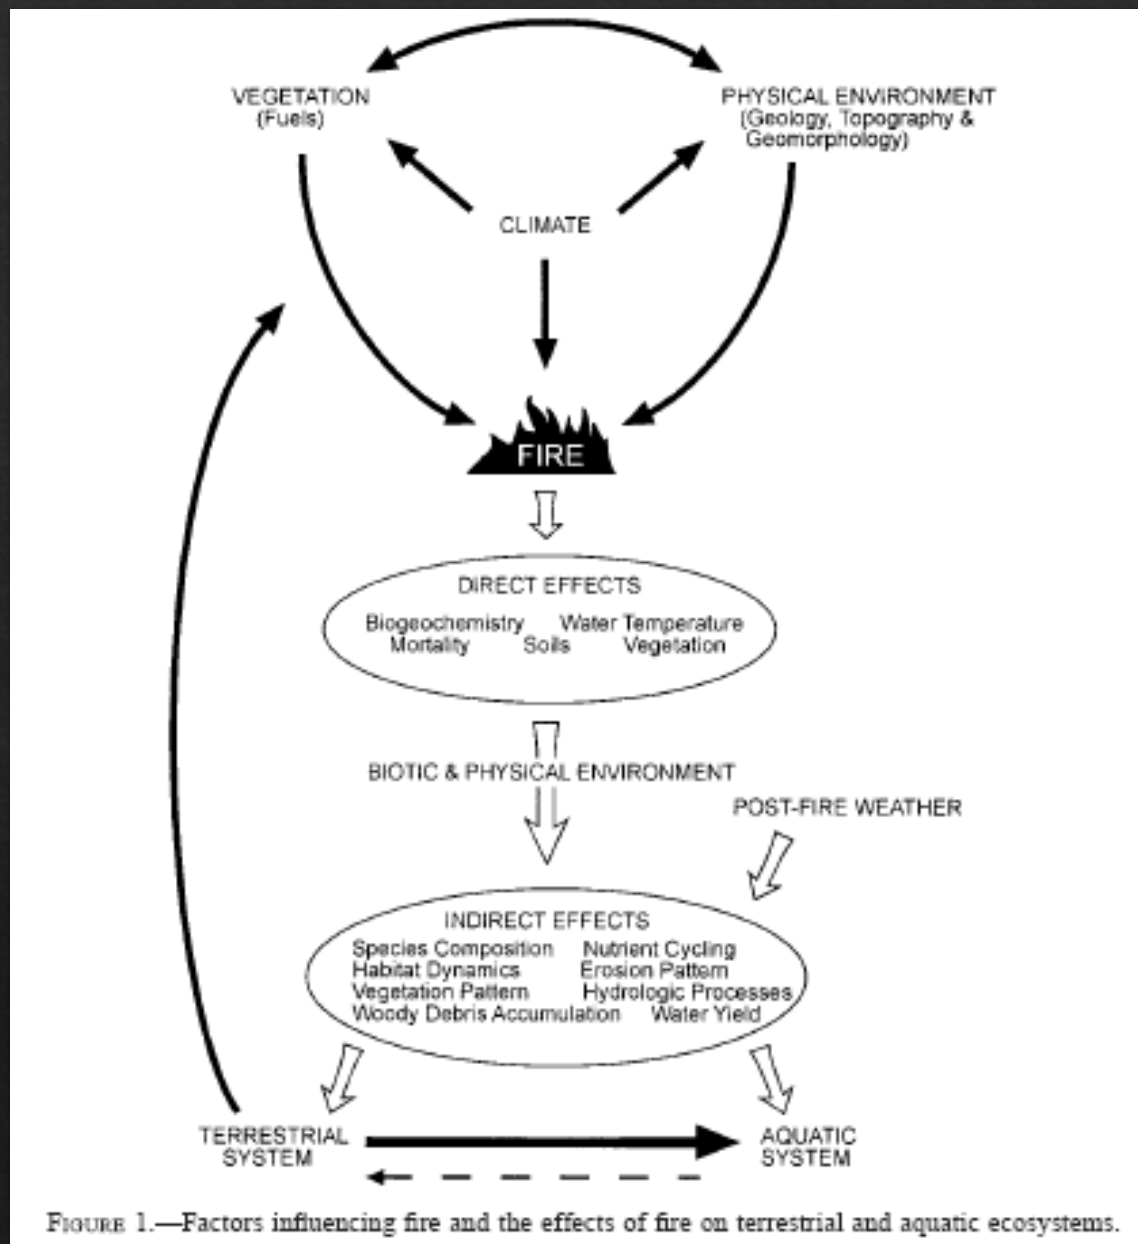 VEGETATION
(Fuels)
PHYSICAL ENVIRONMENT
(Geology, Topography &
Geomorphology)
CLIMATE
FIRE
DIRECT EFFECTS
Biogeochemistry Water Temperature
Mortality Soils Vegetation
BIOTIC & PHYSICAL ENVIRONMENT
POST-FIRE WEATHER
INDIRECT EFFECTS
Species Composition Nutrient Cycling
Habitat Dynamics Erosion Pattern
Vegetation Pattern Hydrologic Processes
Woody Debris Accumulation Water Yield
TERRESTRIAL
SYSTEM
AQUATIC
SYSTEM
FIGURE 1.—Factors influencing fire and the effects of fire on terrestrial and aquatic ecosystems.